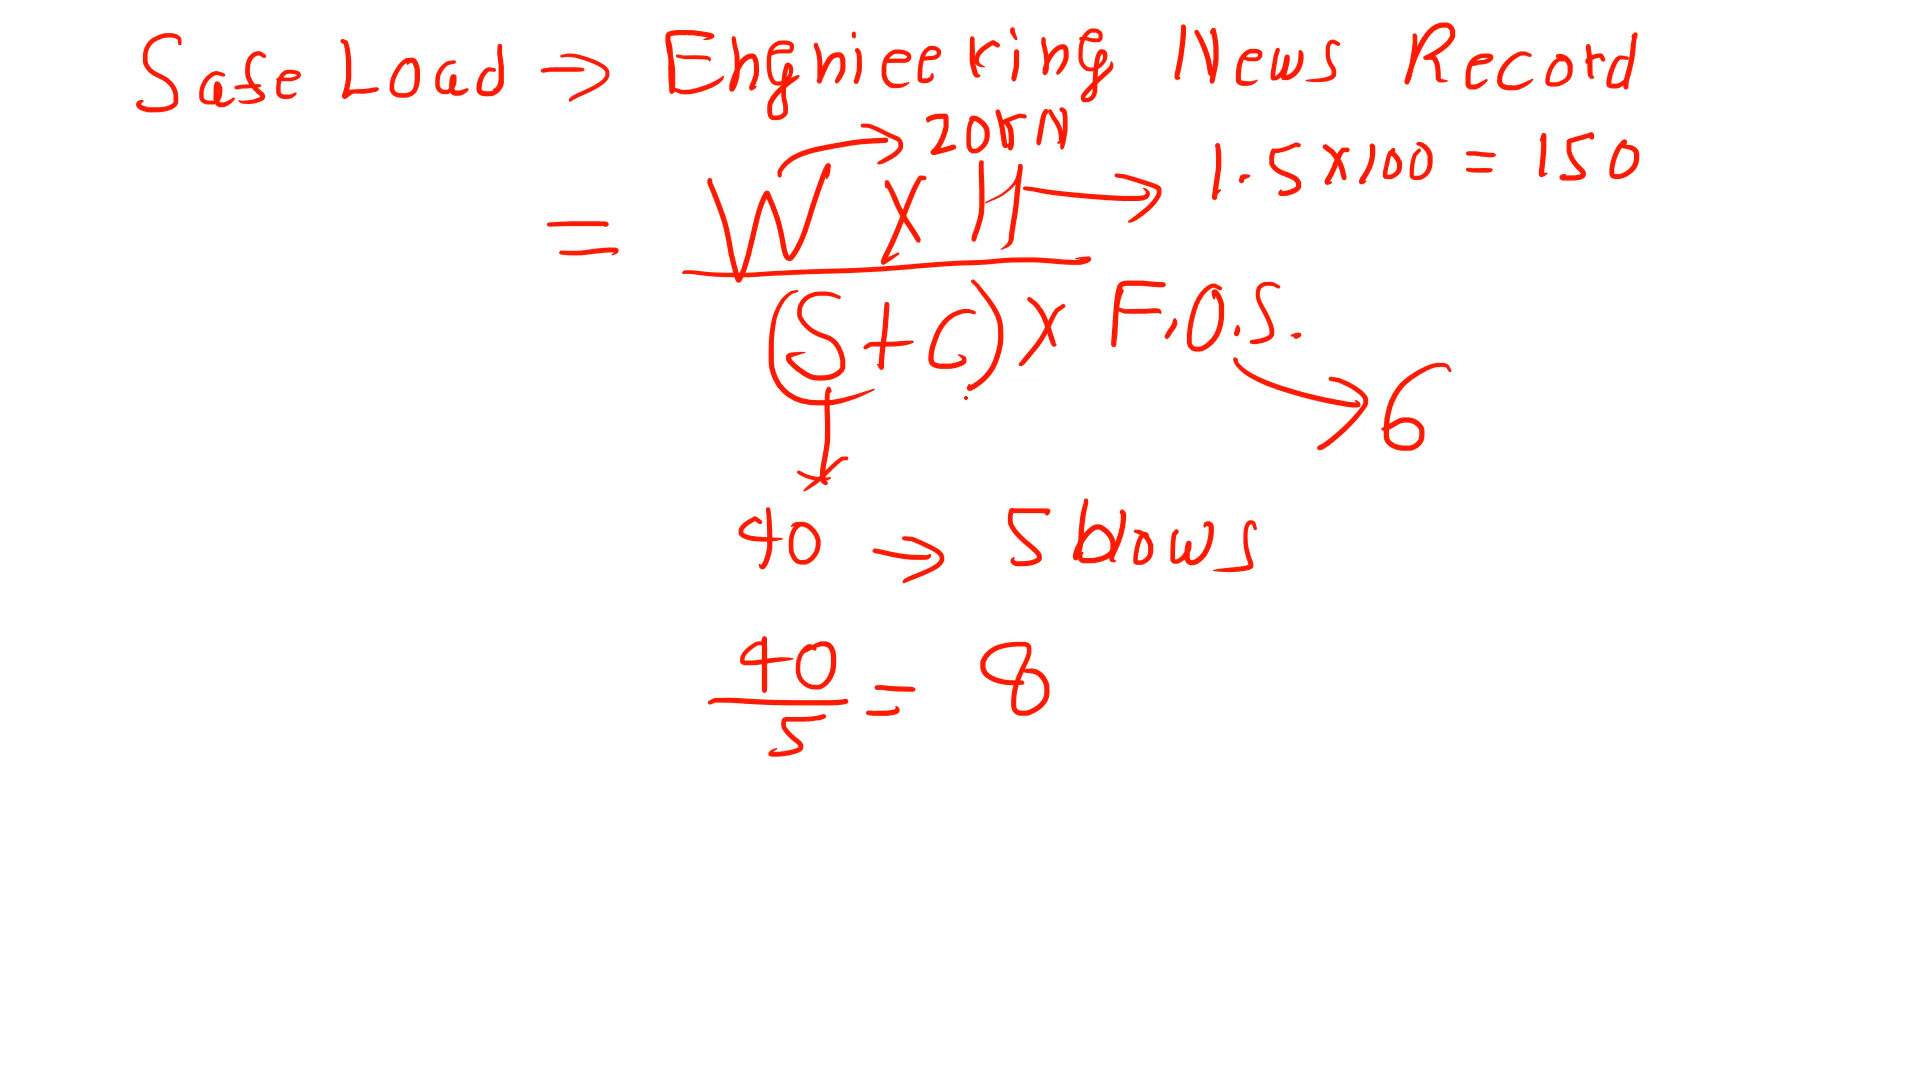 Safe Load → Engnieering News Record
20KN
1.5x100 = 150
= W X H
(S+C) X F.O.S.
6
40 → 5 blows
40
= 8
5